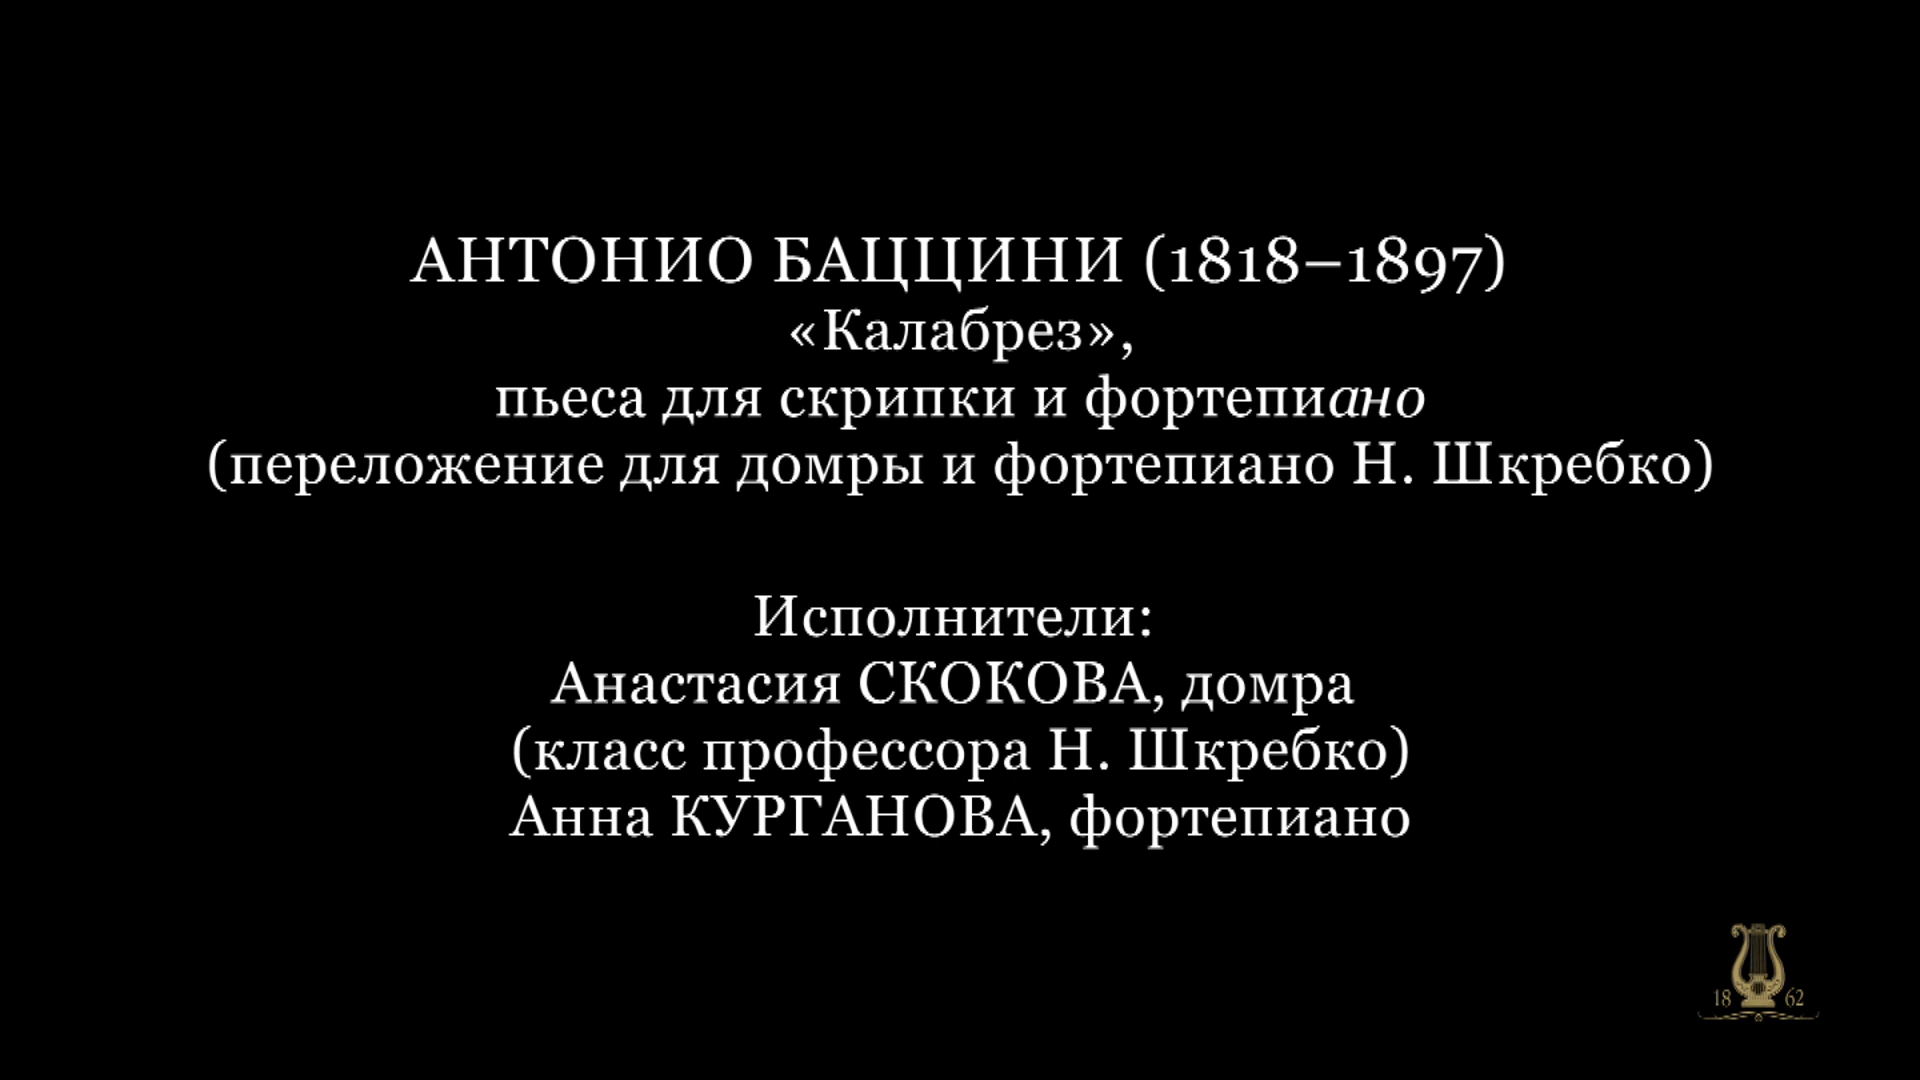 АНТОНИО БАЦЦИНИ (1818–1897)
«Калабрез»,
пьеса для скрипки и фортепиано
(переложение для домры и фортепиано Н. Шкребко)
Исполнители:
Анастасия СКОКОВА, домра
(класс профессора Н. Шкребко)
Анна КУРГАНОВА, фортепиано
18 62